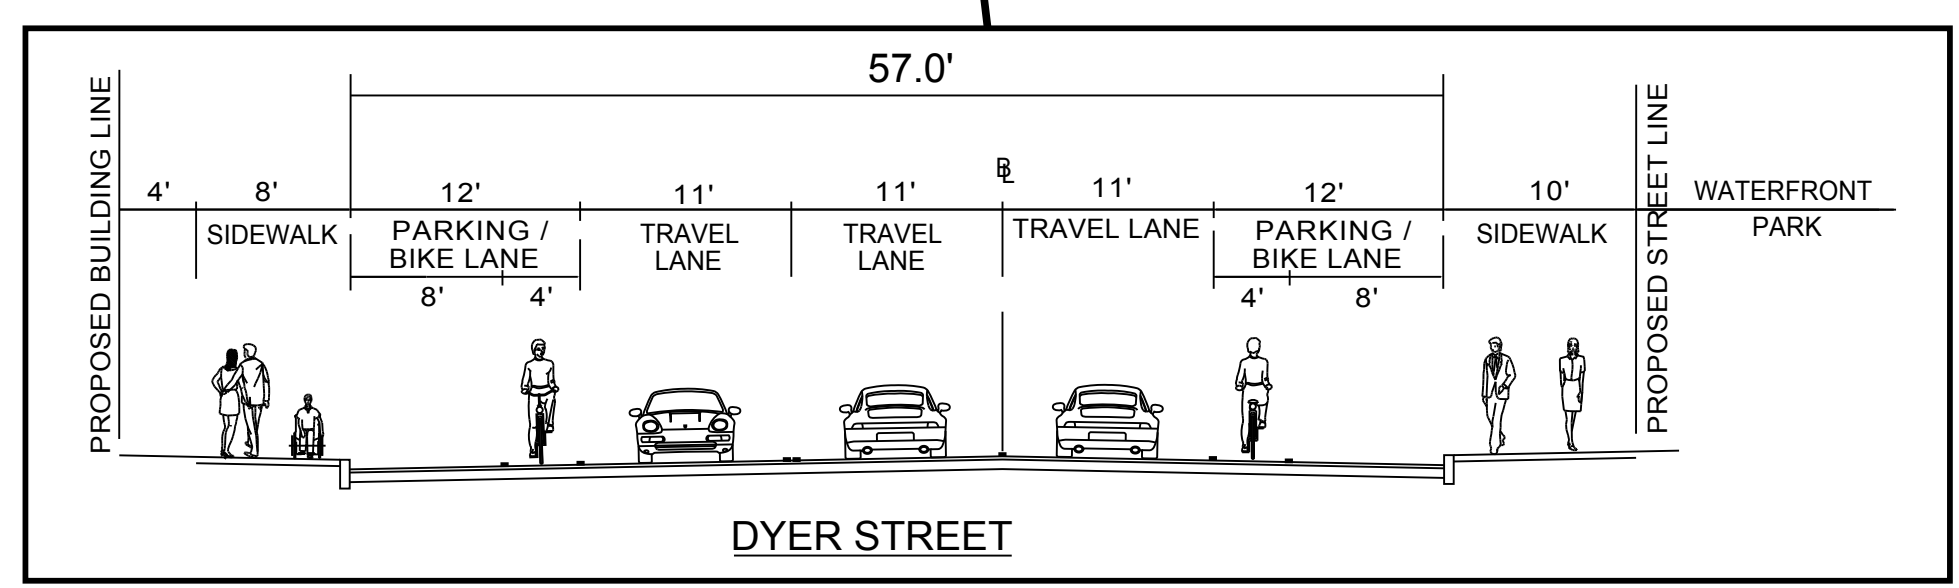 57.0'
PROPOSED BUILDING LINE
4'
8'
12'
11'
11'
BL
11'
12'
10'
PROPOSED STREET LINE
WATERFRONT
PARK
SIDEWALK
PARKING /
BIKE LANE
TRAVEL
LANE
TRAVEL
LANE
TRAVEL LANE
PARKING /
BIKE LANE
SIDEWALK
8'
4'
4'
8'
DYER STREET